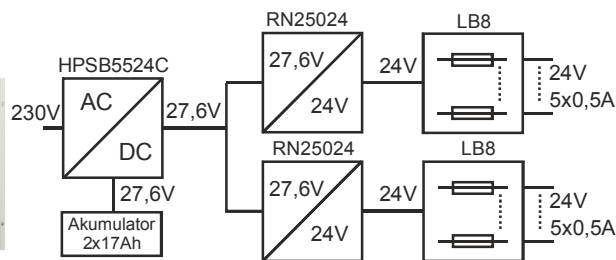 RN25024
LB8
HPSB5524C
27,6V
24V
24V
24V
5x0,5A
230V
AC
DC
27,6V
27,6V
Akumulator
2x17Ah
RN25024
LB8
27,6V
24V
24V
24V
5x0,5A